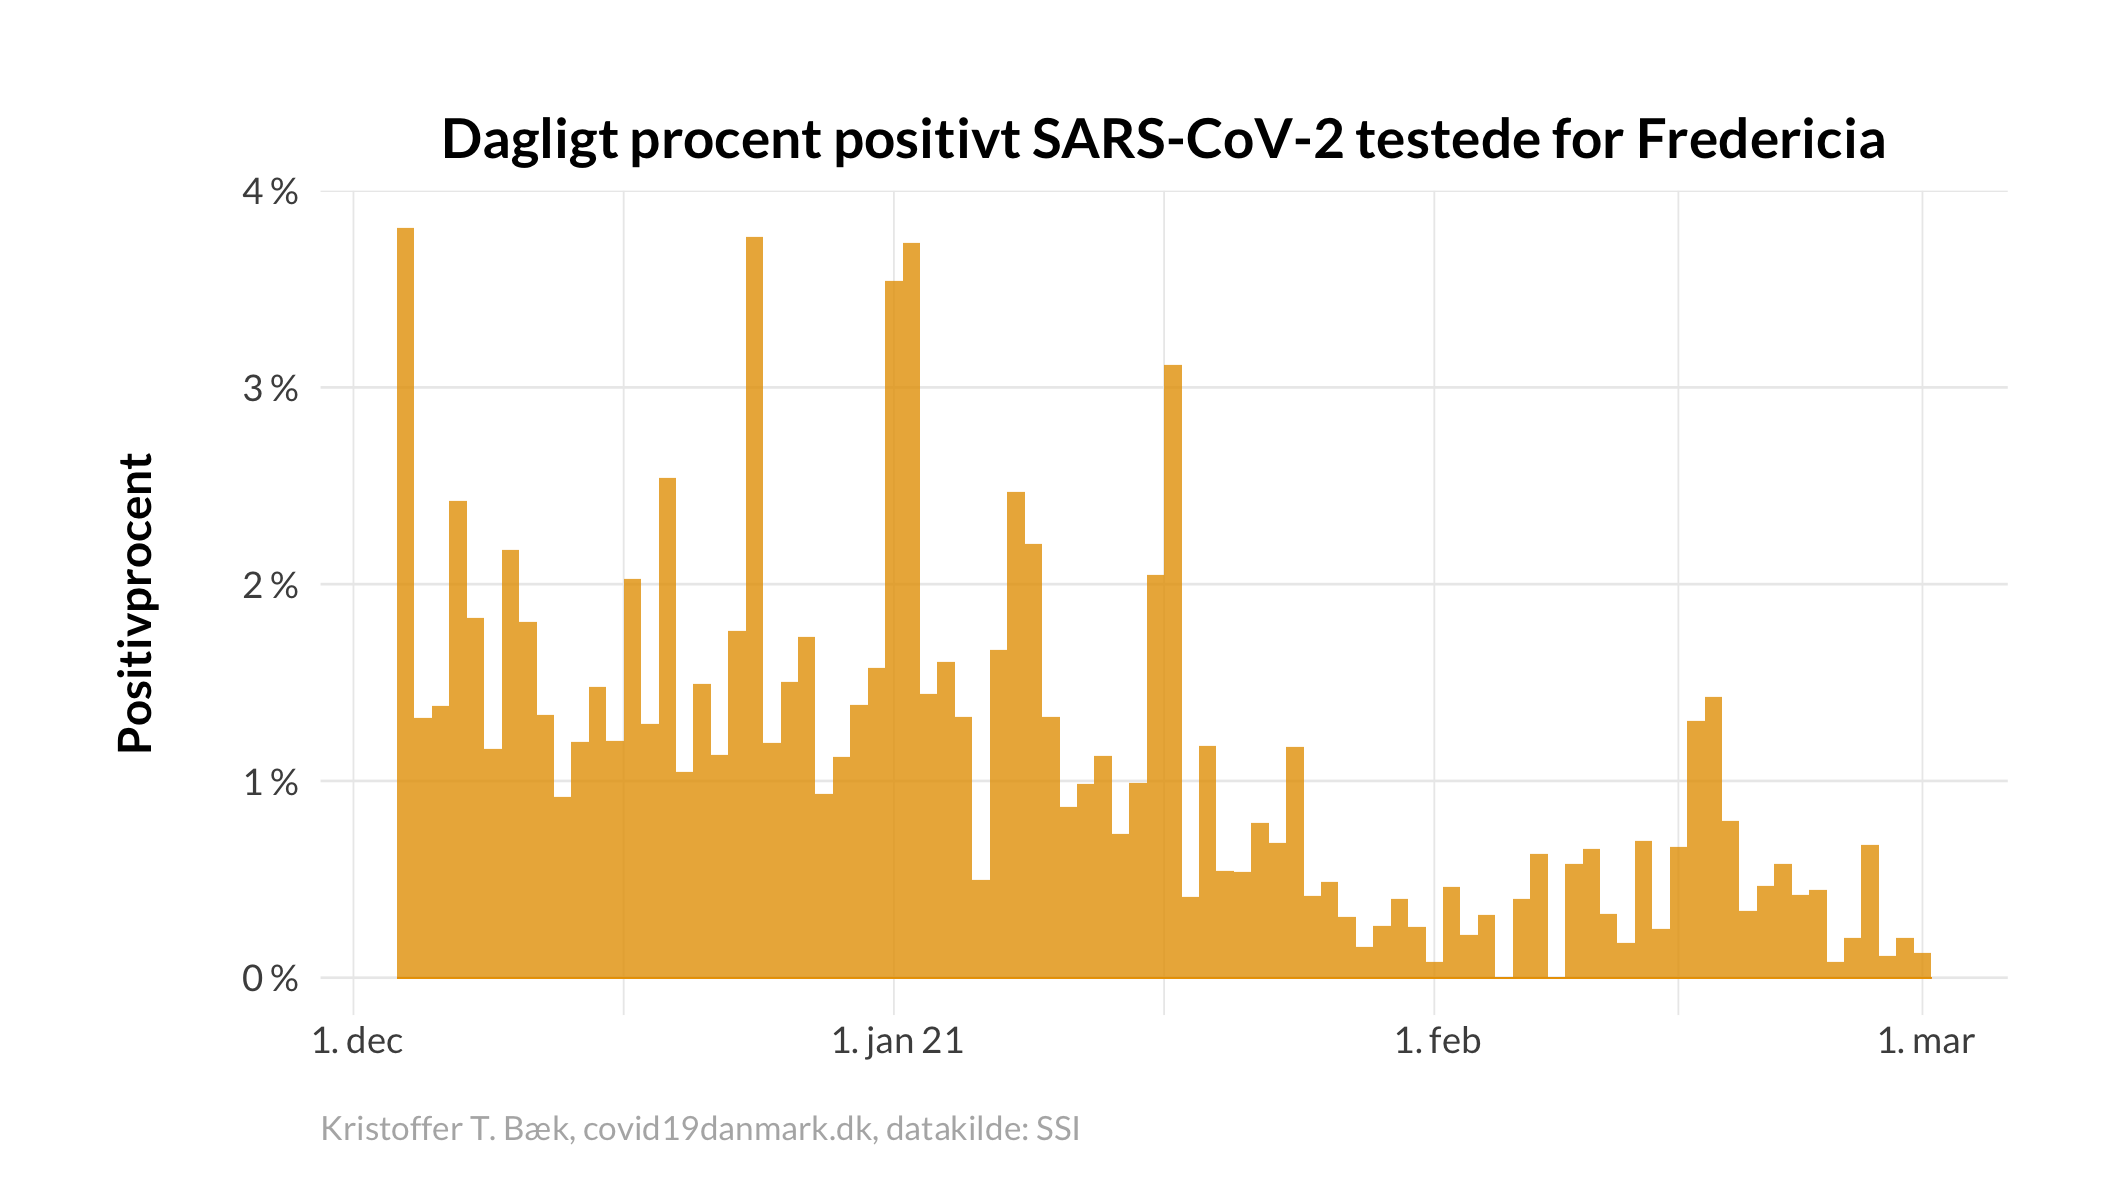 Dagligt procent positivt SARS-CoV-2 testede for Fredericia
Positivprocent
4 %
3 %
2 %
1 %
0 %
1. dec
1. jan 21
1. feb
1. mar
Kristoffer T. Bæk, covid19danmark.dk, datakilde: SSI